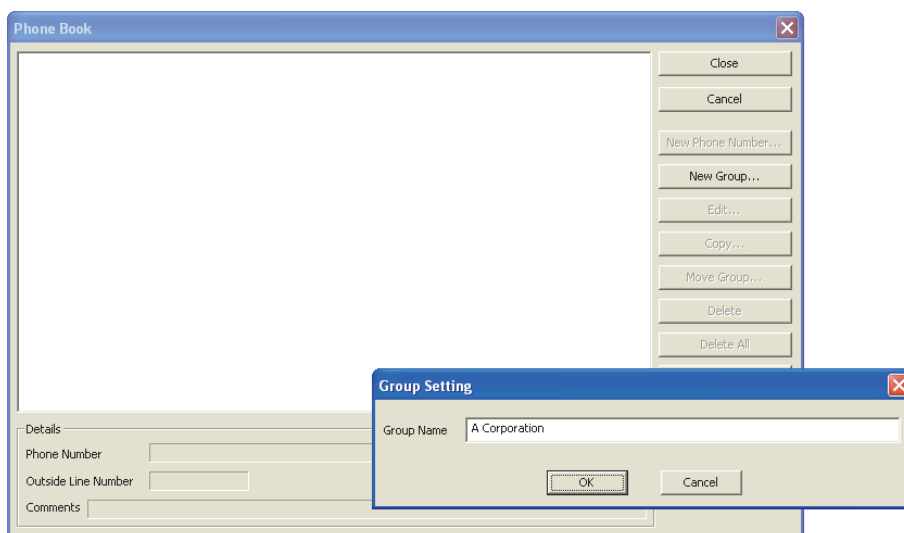 Phone Book
Close
Cancel
New Phone Number...
New Group...
Edit...
Copy...
Move Group...
Delete
Delete All
Group Setting
Group Name A Corporation
OK Cancel
Details
Phone Number
Outside Line Number
Comments